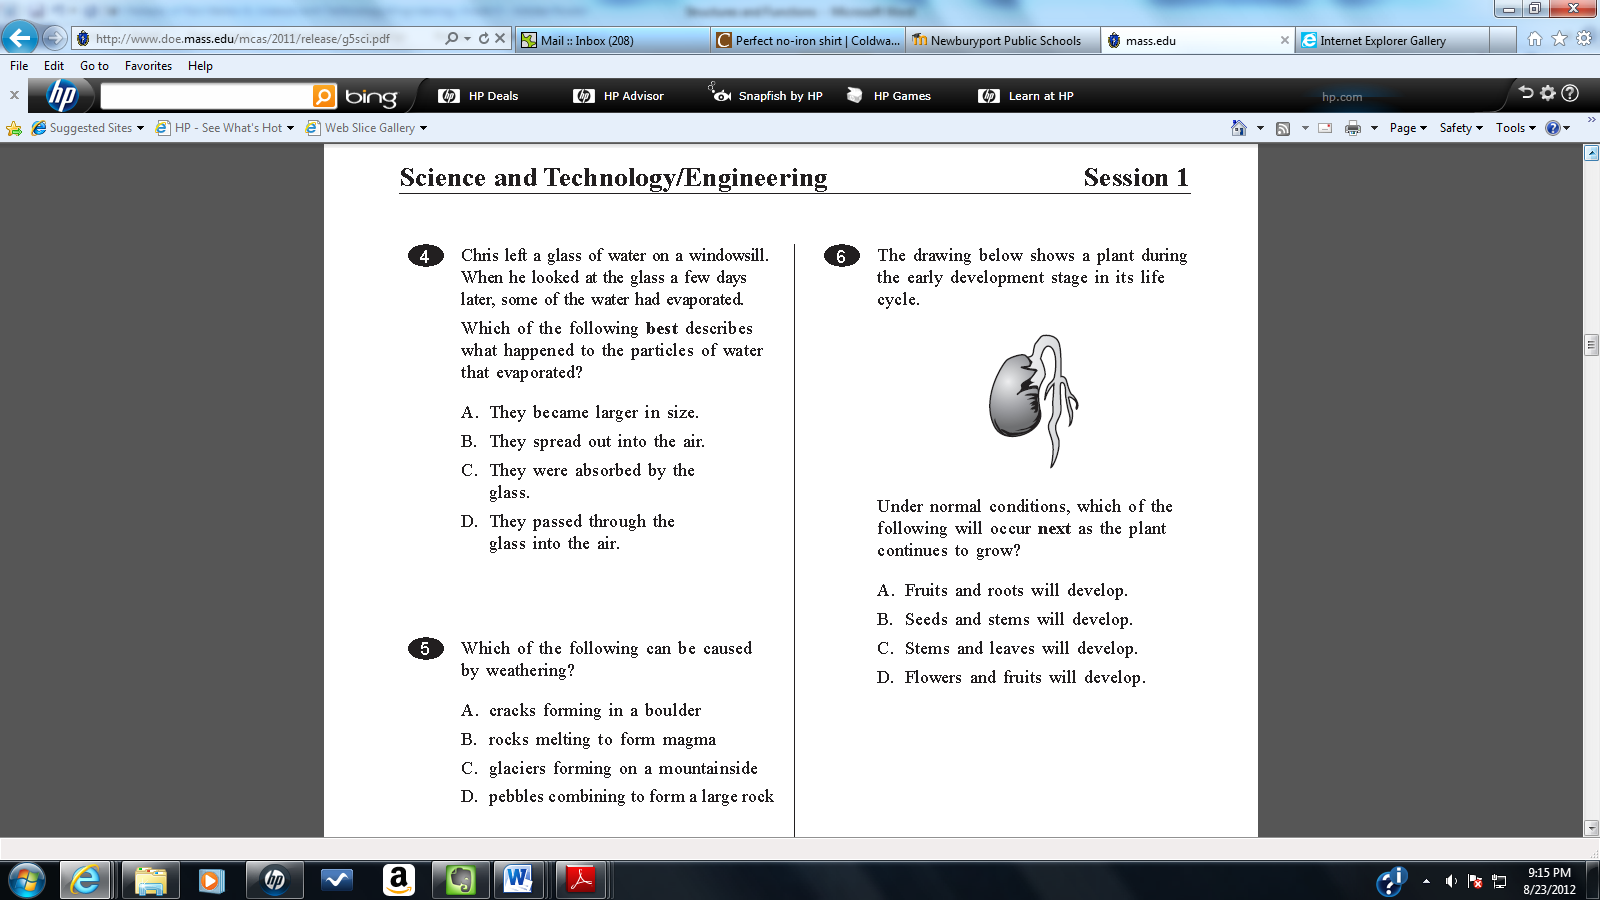 http://www.doe.mass.edu/mcas/2011/release/g5sci.pdf
Mail :: Inbox (208)
Perfect no-iron shirt | Coldwa...
Newburyport Public Schools
mass.edu
Internet Explorer Gallery
File Edit Go to Favorites Help
hp
bing
HP Deals
HP Advisor
Snapfish by HP
HP Games
Learn at HP
hp.com
Suggested Sites
HP - See What's Hot
Web Slice Gallery
Page
Safety
Tools
Science and Technology/Engineering Session 1
4 Chris left a glass of water on a windowsill.
When he looked at the glass a few days
later, some of the water had evaporated.
Which of the following best describes
what happened to the particles of water
that evaporated?
A. They became larger in size.
B. They spread out into the air.
C. They were absorbed by the
glass.
D. They passed through the
glass into the air.
5 Which of the following can be caused
by weathering?
A. cracks forming in a boulder
B. rocks melting to form magma
C. glaciers forming on a mountainside
D. pebbles combining to form a large rock
6 The drawing below shows a plant during
the early development stage in its life
cycle.
Under normal conditions, which of the
following will occur next as the plant
continues to grow?
A. Fruits and roots will develop.
B. Seeds and stems will develop.
C. Stems and leaves will develop.
D. Flowers and fruits will develop.
9:15 PM
8/23/2012